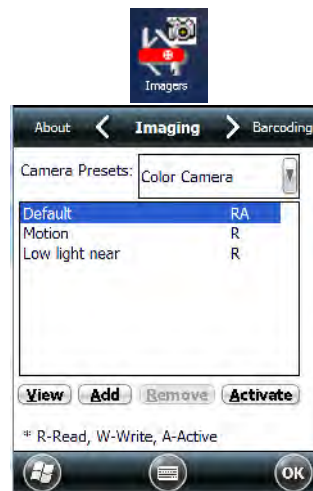 Imagers
About Imaging Barcoding
Camera Presets: Color Camera
Default RA
Motion R
Low light near R
View Add Remove Activate
* R-Read, W-Write, A-Active
OK